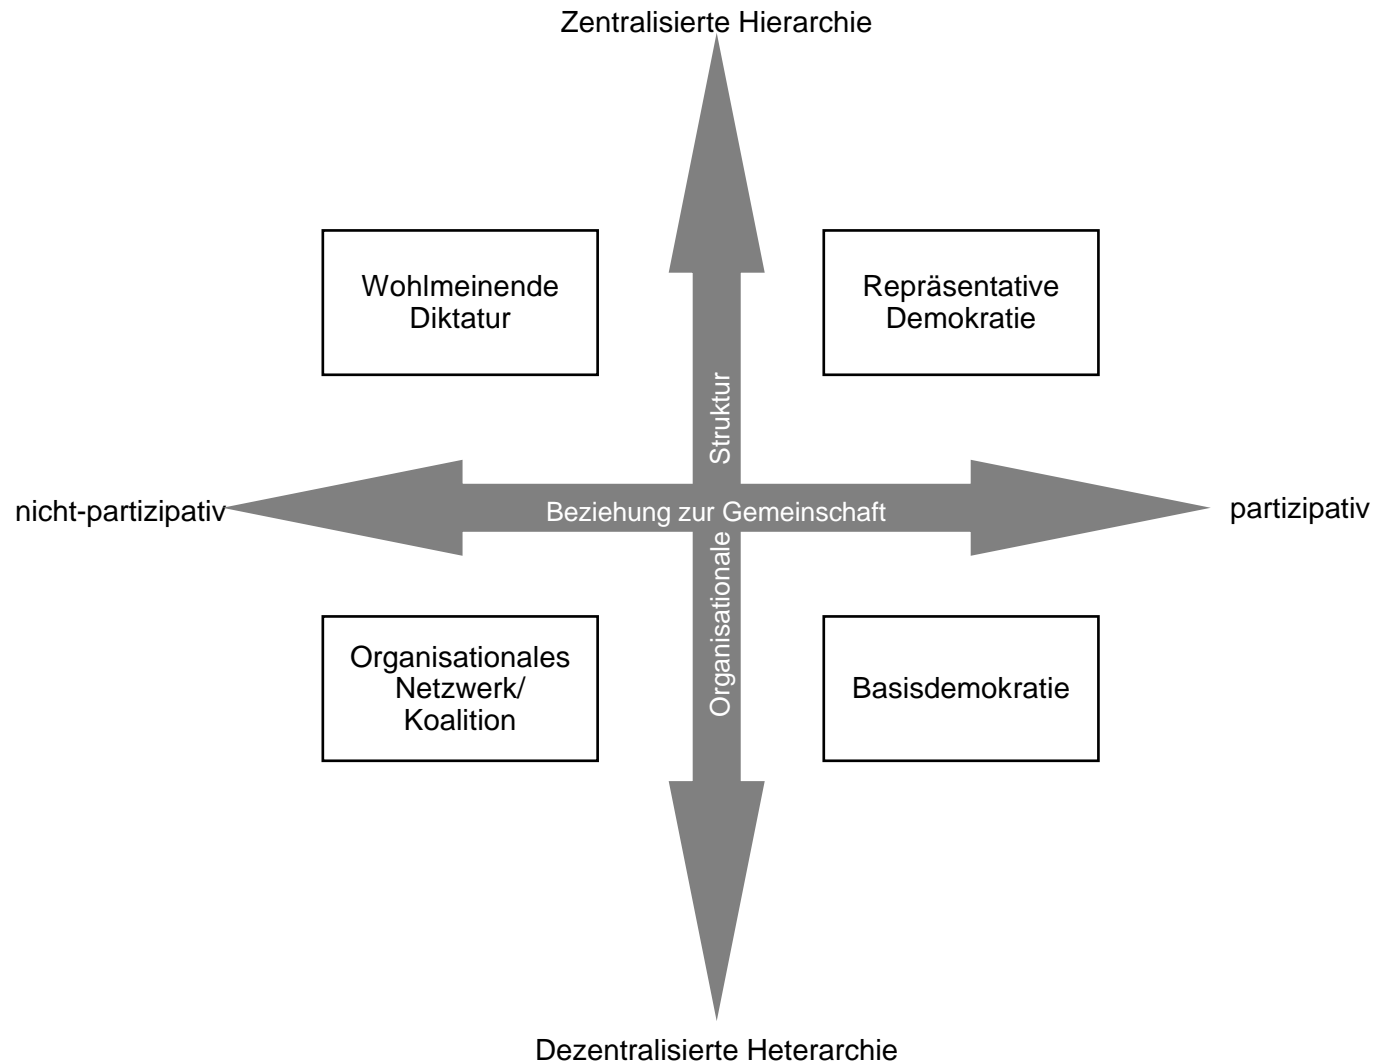 Zentralisierte Hierarchie
Wohlmeinende
Diktatur
Repräsentative
Demokratie
Organisationale Struktur
nicht-partizipativ
Beziehung zur Gemeinschaft
partizipativ
Organisationales
Netzwerk/
Koalition
Basisdemokratie
Dezentralisierte Heterarchie